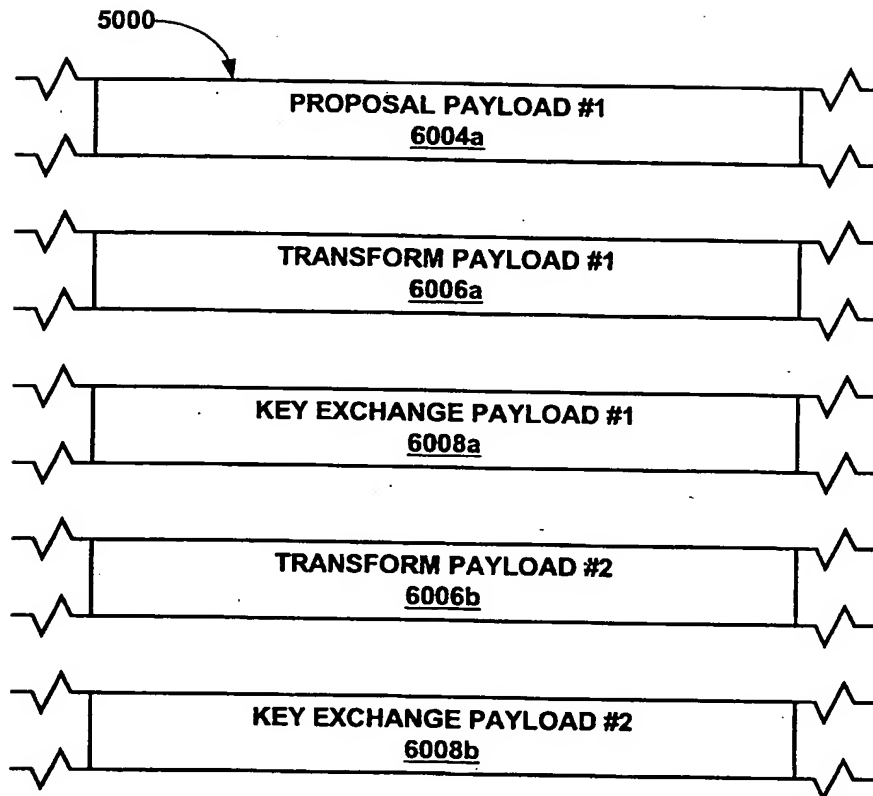 5000
PROPOSAL PAYLOAD #1
6004a
TRANSFORM PAYLOAD #1
6006a
KEY EXCHANGE PAYLOAD #1
6008a
TRANSFORM PAYLOAD #2
6006b
KEY EXCHANGE PAYLOAD #2
6008b